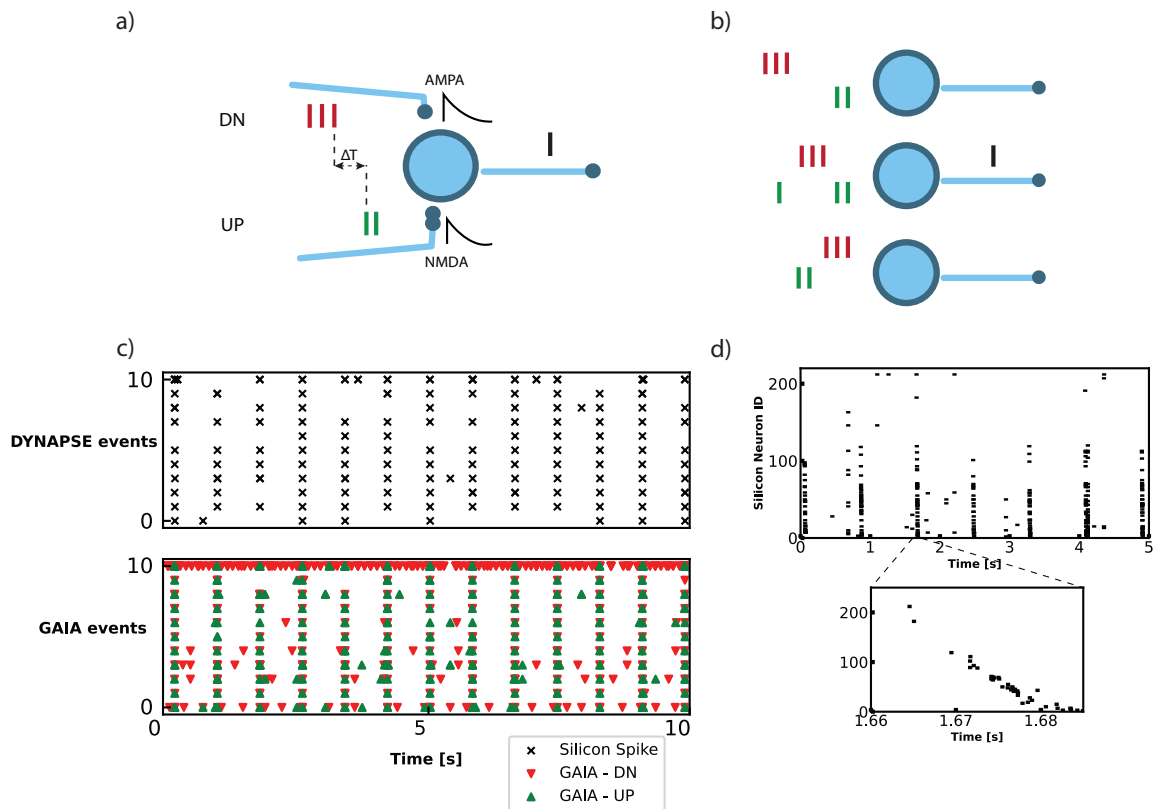 a)
AMPA
DN
ΔT
UP
NMDA
b)
c)
10
DYNAPSE events
0
10
GAIA events
0
0 5 10
Time [s]
Silicon Spike
GAIA - DN
GAIA - UP
d)
Silicon Neuron ID
200
100
0
0 1 2 3 4 5
Time [s]
200
100
0
1.66 1.67 1.68
Time [s]